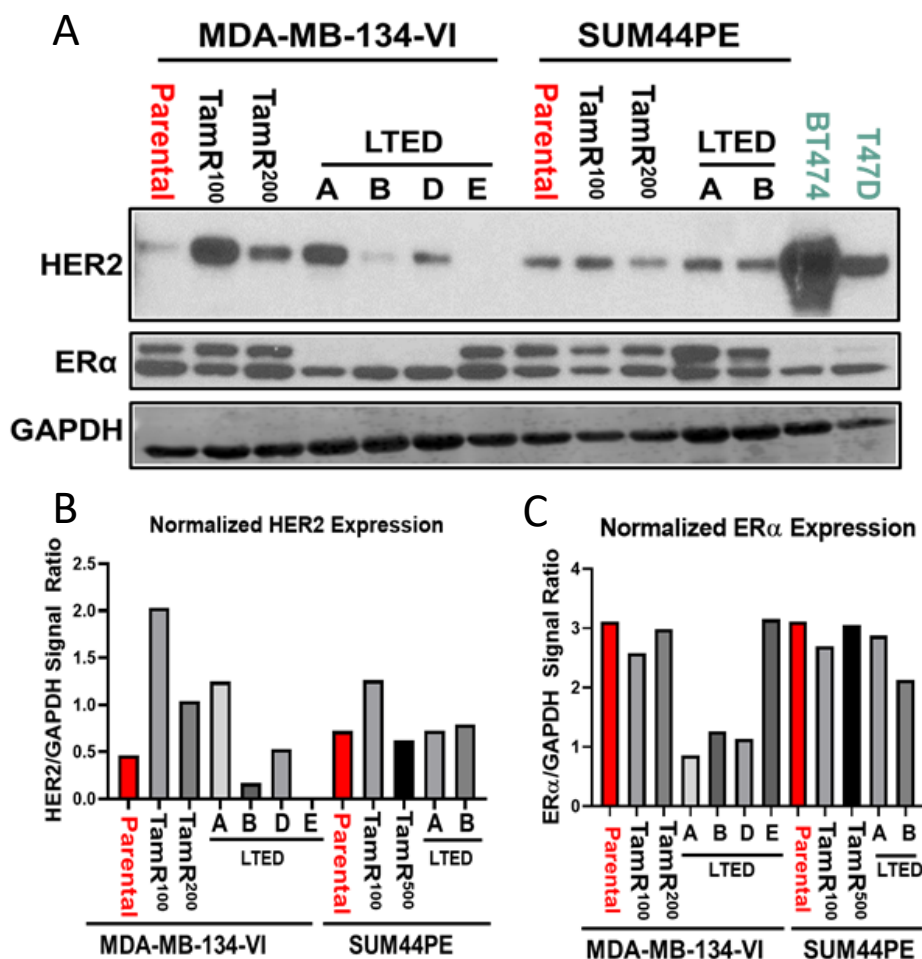 A
MDA-MB-134-VI SUM44PE
Parental TamR100 TamR200 LTED Parental TamR100 TamR200 LTED BT474 T47D
A B D E A B
HER2
ERα
GAPDH
B
Normalized HER2 Expression
HER2/GAPDH Signal Ratio
2.5
2.0
1.5
1.0
0.5
0.0
Parental TamR100 TamR200 A B D E Parental TamR100 TamR500 A B
LTED LTED
MDA-MB-134-VI SUM44PE
C
Normalized ERα Expression
ERα/GAPDH Signal Ratio
4
3
2
1
0
Parental TamR100 TamR200 A B D E Parental TamR100 TamR500 A B
LTED LTED
MDA-MB-134-VI SUM44PE